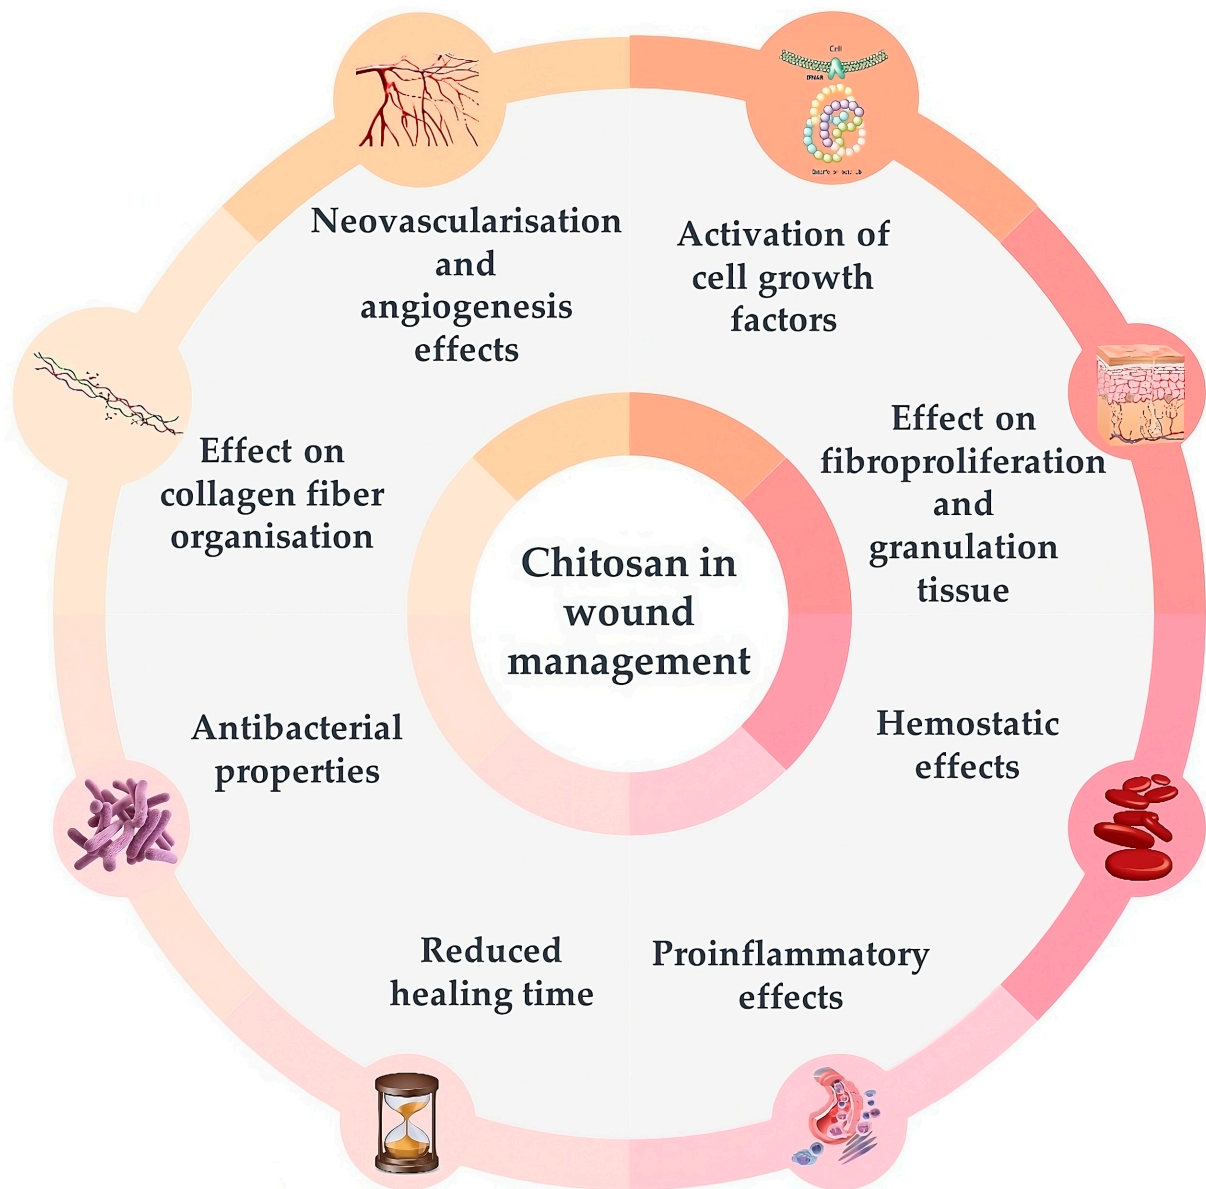 Cell
Neovascularisation
and
angiogenesis
effects
Activation of
cell growth
factors
Effect on
fibroproliferation
and
granulation
tissue
Effect on
collagen fiber
organisation
Chitosan in
wound
management
Hemostatic
effects
Antibacterial
properties
Proinflammatory
effects
Reduced
healing time